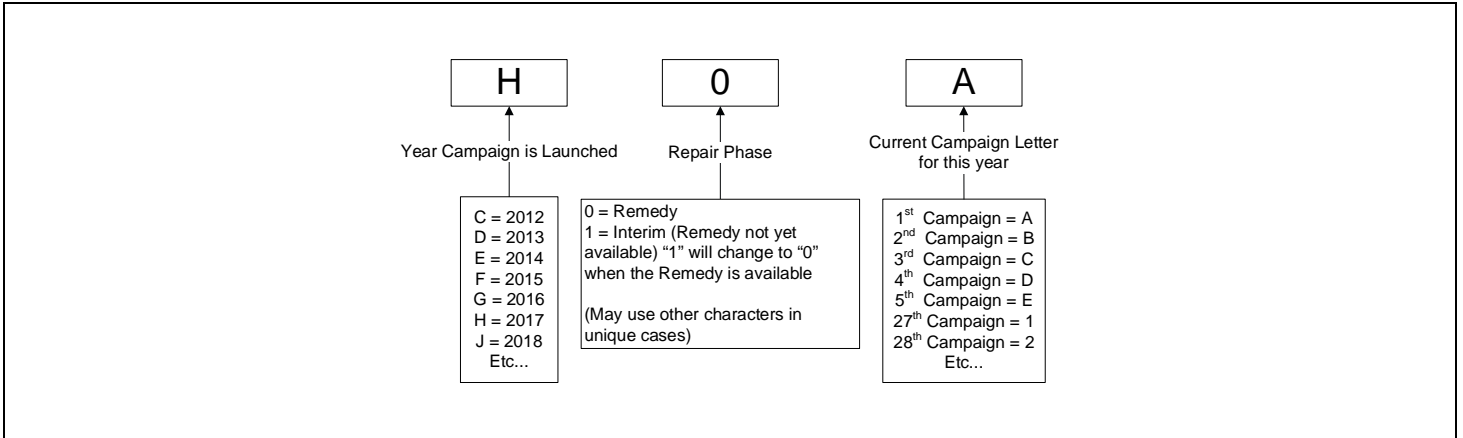 H
0
A
Year Campaign is Launched
Repair Phase
Current Campaign Letter
for this year
C = 2012
D = 2013
E = 2014
F = 2015
G = 2016
H = 2017
J = 2018
Etc...
0 = Remedy
1 = Interim (Remedy not yet
available) “1” will change to “0”
when the Remedy is available
(May use other characters in
unique cases)
1st Campaign = A
2nd Campaign = B
3rd Campaign = C
4th Campaign = D
5th Campaign = E
27th Campaign = 1
28th Campaign = 2
Etc...